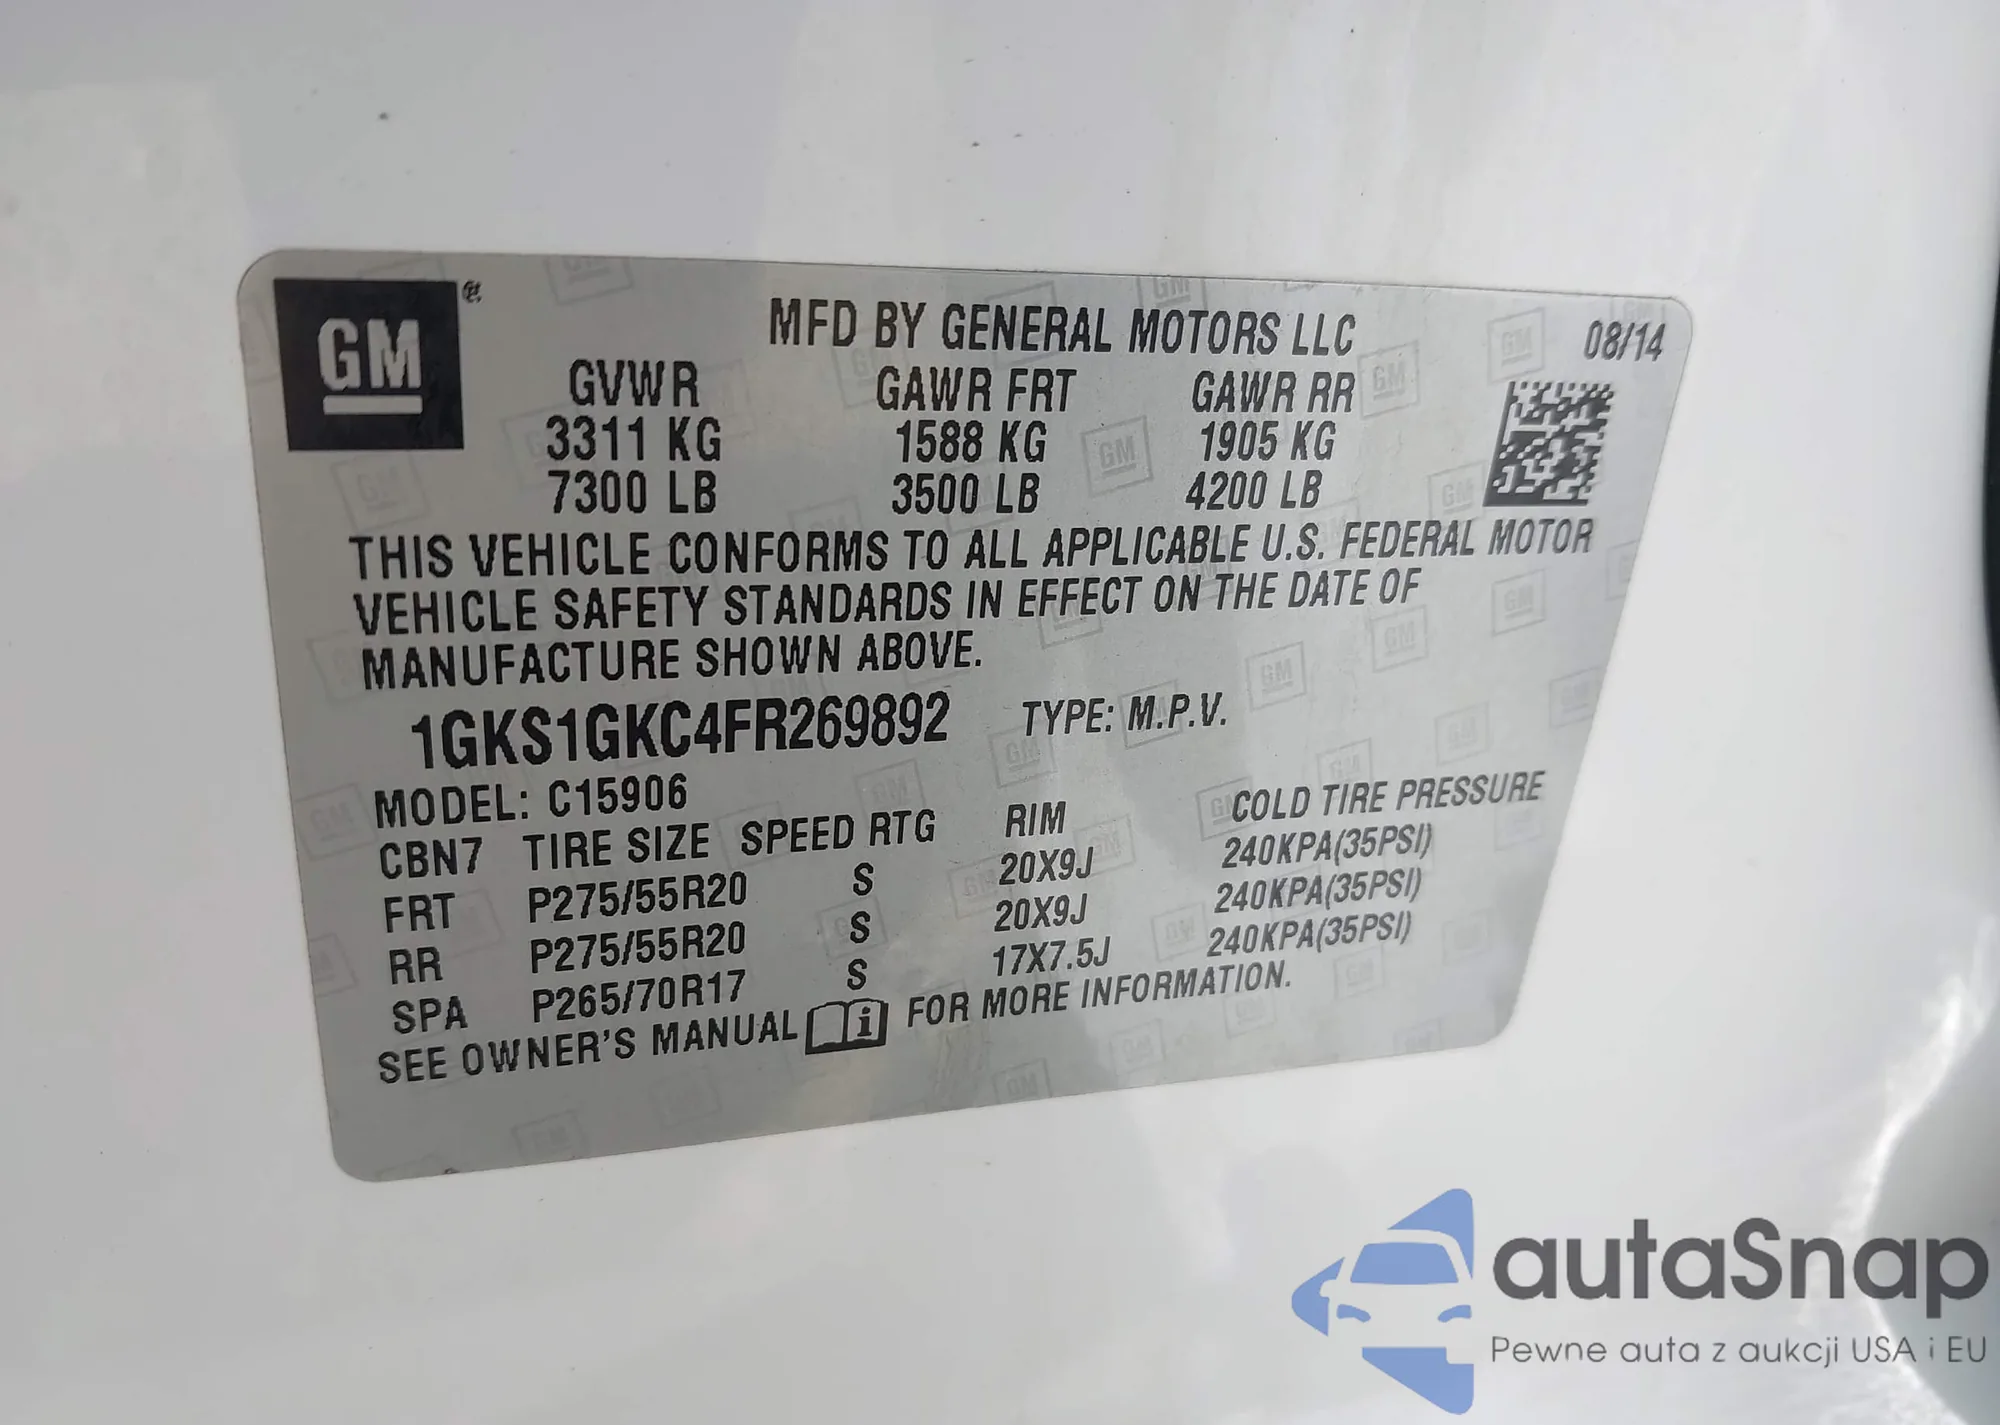 GM
MFD BY GENERAL MOTORS LLC 08/14
GVWR GAWR FRT GAWR RR
3311 KG 1588 KG 1905 KG
7300 LB 3500 LB 4200 LB
THIS VEHICLE CONFORMS TO ALL APPLICABLE U.S. FEDERAL MOTOR
VEHICLE SAFETY STANDARDS IN EFFECT ON THE DATE OF
MANUFACTURE SHOWN ABOVE.
1GKS1GKC4FR269892 TYPE: M.P.V.
MODEL: C15906
CBN7 TIRE SIZE SPEED RTG RIM COLD TIRE PRESSURE
FRT P275/55R20 S 20X9J 240KPA(35PSI)
RR P275/55R20 S 20X9J 240KPA(35PSI)
SPA P265/70R17 S 17X7.5J 240KPA(35PSI)
SEE OWNER'S MANUAL i FOR MORE INFORMATION.
autaSnap
Pewne auta z aukcji USA i EU